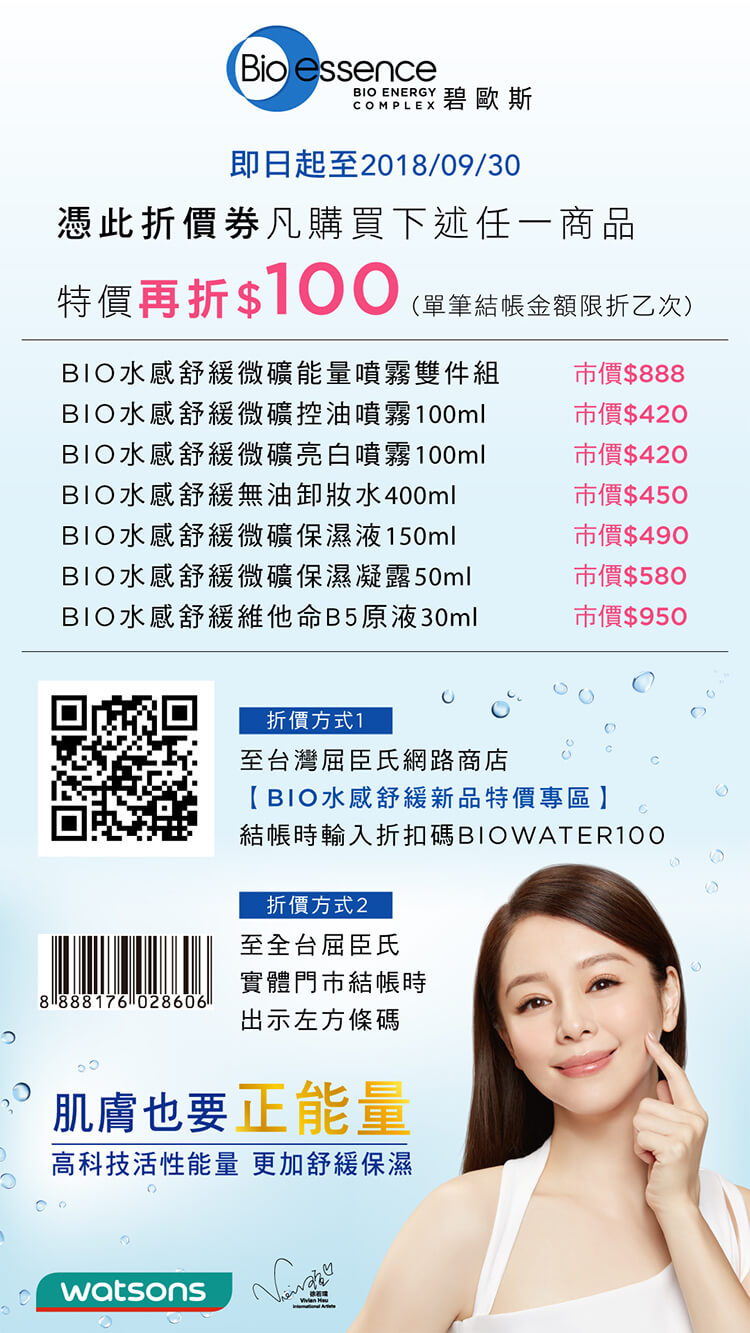 Bio essence
BIO ENERGY
COMPLEX 碧歐斯
即日起至2018/09/30
憑此折價券凡購買下述任一商品
特價再折$100(單筆結帳金額限折乙次)
BIO水感舒緩微礦能量噴霧雙件組 市價$888
BIO水感舒緩微礦控油噴霧100ml 市價$420
BIO水感舒緩微礦亮白噴霧100ml 市價$420
BIO水感舒緩無油卸妝水400ml 市價$450
BIO水感舒緩微礦保濕液150ml 市價$490
BIO水感舒緩微礦保濕凝露50ml 市價$580
BIO水感舒緩維他命B5原液30ml 市價$950
折價方式1
至台灣屈臣氏網路商店
【BIO水感舒緩新品特價專區】
結帳時輸入折扣碼BIOWATER100
折價方式2
至全台屈臣氏
實體門市結帳時
出示左方條碼
8 888176 028606
肌膚也要正能量
高科技活性能量 更加舒緩保濕
watsons
徐若瑄
Vivian Hsu
International Artiste